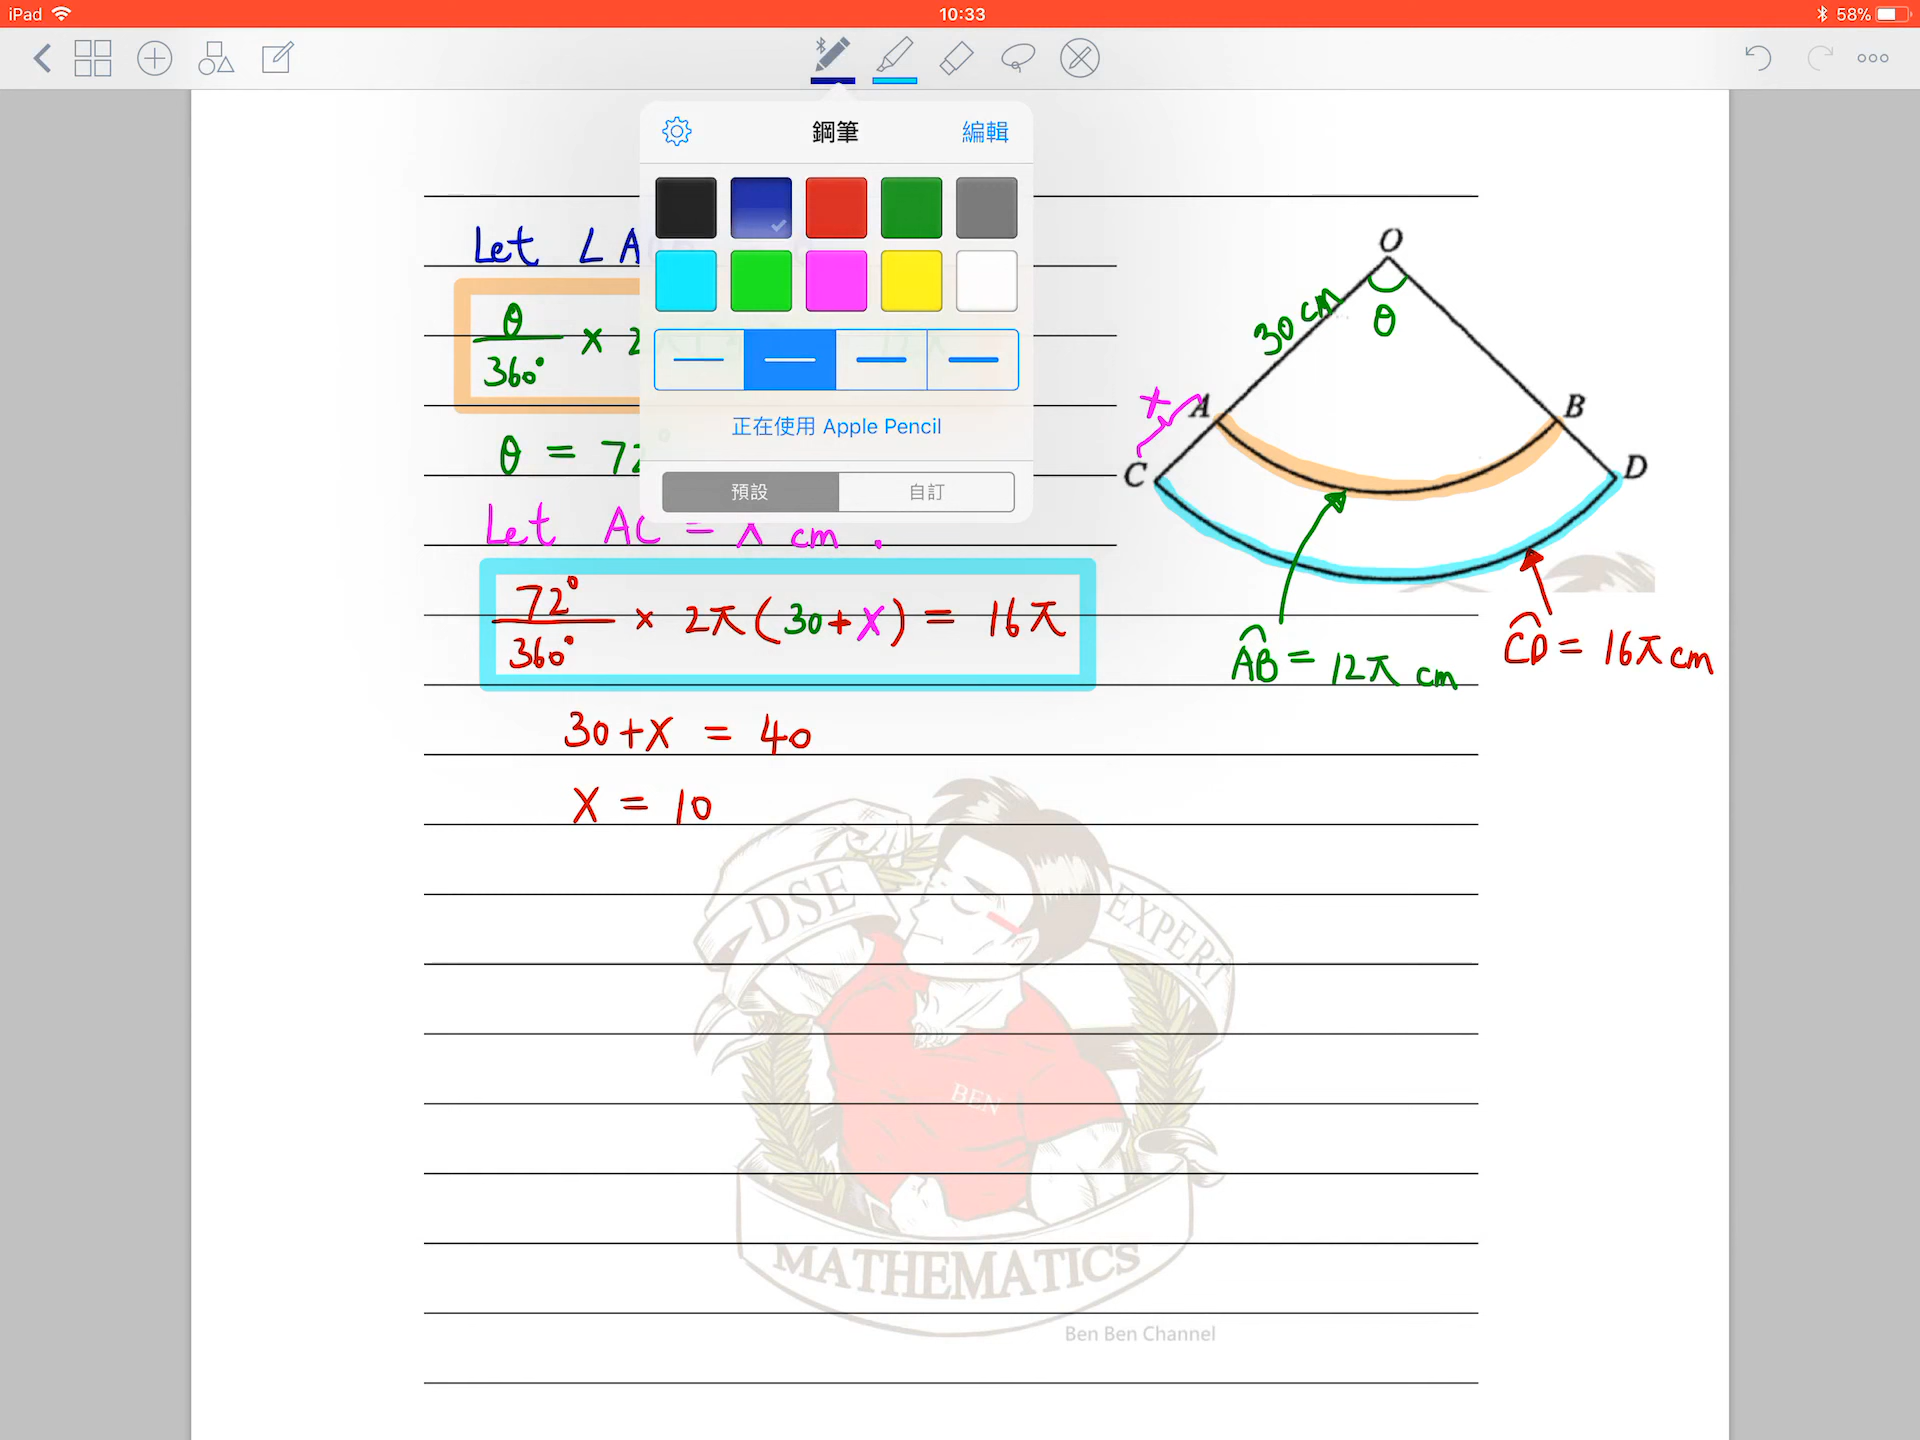 iPad 10:33 58%
鋼筆 編輯
Let ∠A
θ/360° × 2
正在使用 Apple Pencil
θ = 72
預設 自訂
Let AC = x cm.
72°/360° × 2π(30+x) = 16π
30+x = 40
x = 10
O
30 cm
θ
x
A
B
C
D
AB = 12π cm
CD = 16π cm
DSE EXPERT
BEN
MATHEMATICS
Ben Ben Channel